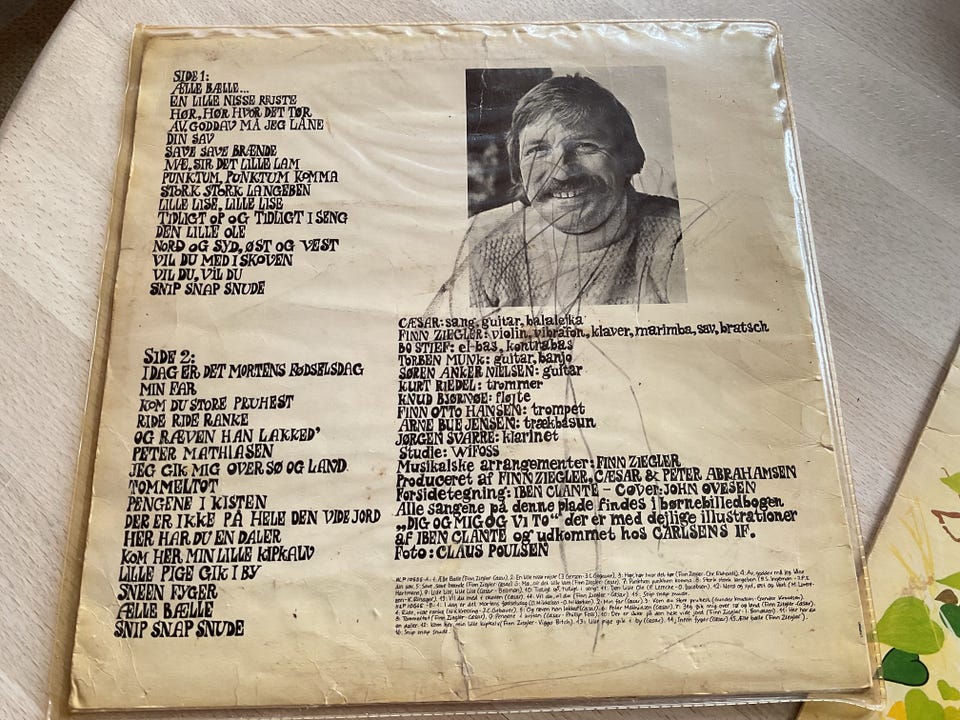 SIDE 1:
ÆLLE BÆLLE...
EN LILLE NISSE REJSTE
HØR, HØR HVOR DET TØR
AV, GODDAV MÅ JEG LÅNE
DIN SAV
SAVE SAVE BRÆNDE
MÆ, SIR DET LILLE LAM
PUNKTUM, PUNKTUM KOMMA
STORK STORK LANGEBEN
LILLE LISE, LILLE LISE
TIDLIGT OP OG TIDLIGT I SENG
DEN LILLE OLE
NORD OG SYD, ØST OG VEST
VIL DU MED I SKOVEN
VIL DU, VIL DU
SNIP SNAP SNUDE
SIDE 2:
I DAG ER DET MORTENS FØDSELSDAG
MIN FAR
KOM DU STORE PRUHEST
RIDE RIDE RANKE
OG RÆVEN HAN LAKKED'
PETER MATHIASEN
JEG GIK MIG OVER SØ OG LAND
TOMMELTOT
PENGENE I KISTEN
DER ER IKKE PÅ HELE DEN VIDE JORD
HER HAR DU EN DALER
KOM HER MIN LILLE KIPKALV
LILLE PIGE GIK I BY
SNEEN FYGER
ÆLLE BÆLLE
SNIP SNAP SNUDE
CÆSAR: sang, guitar, balalejka
FINN ZIEGLER: violin, vibrafon, klaver, marimba, sav, bratsch
BO STIEF: el-bas, kontrabas
TORBEN MUNK: guitar, banjo
SØREN ANKER NIELSEN: guitar
KURT RIEDEL: trommer
KNUD BJØRNØE: fløjte
FINN OTTO HANSEN: trompet
ARNE BUE JENSEN: trækbasun
JØRGEN SVARRE: klarinet
Studie: WIFOSS
Musikalske arrangementer: FINN ZIEGLER
Produceret af FINN ZIEGLER, CÆSAR & PETER ABRAHAMSEN
Forsidetegning: IBEN CLANTE - Cover: JOHN OVESEN
Alle sangene på denne plade findes i børnebilledbogen
„DIG OG MIG OG VI TO" der er med dejlige illustrationer
af IBEN CLANTE og udkommet hos CARLSENS IF.
Foto: CLAUS POULSEN